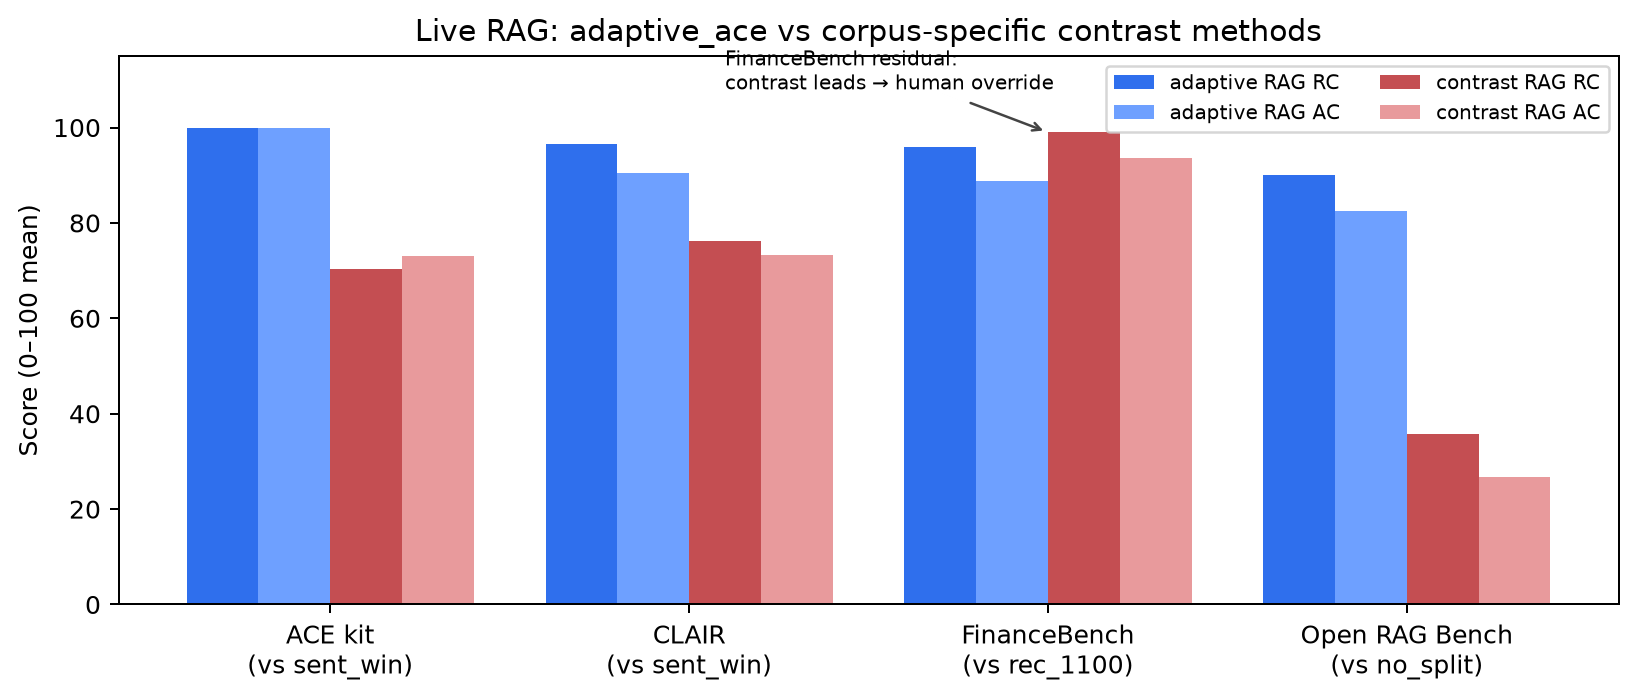 Live RAG: adaptive_ace vs corpus-specific contrast methods
FinanceBench residual:
contrast leads → human override
adaptive RAG RC
adaptive RAG AC
contrast RAG RC
contrast RAG AC
Score (0–100 mean)
100
80
60
40
20
0
ACE kit
(vs sent_win)
CLAIR
(vs sent_win)
FinanceBench
(vs rec_1100)
Open RAG Bench
(vs no_split)